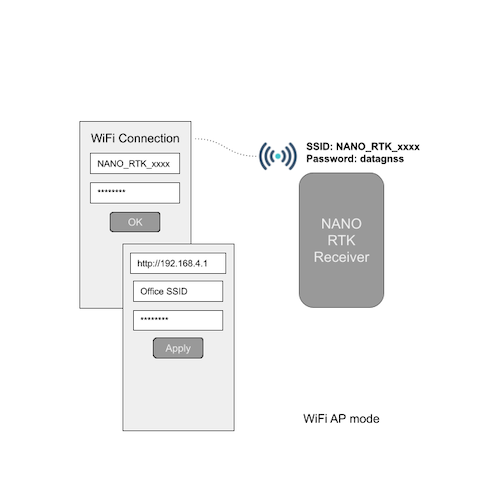 WiFi Connection
NANO_RTK_xxxx
********
OK
SSID: NANO_RTK_xxxx
Password: datagnss
NANO
RTK
Receiver
http://192.168.4.1
Office SSID
********
Apply
WiFi AP mode